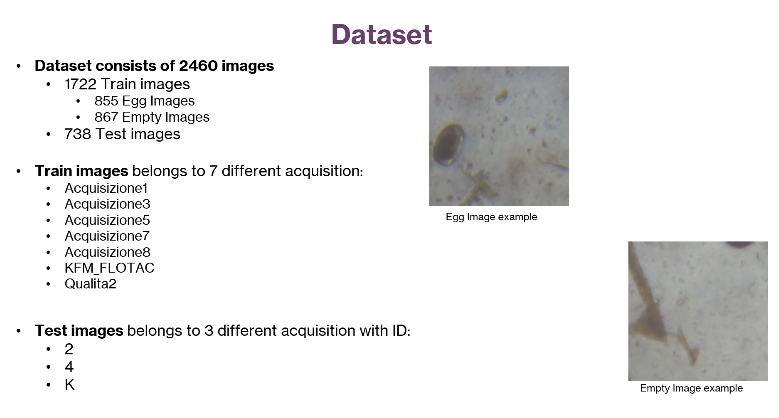 Dataset
• Dataset consists of 2460 images
• 1722 Train images
• 855 Egg Images
• 867 Empty Images
• 738 Test images
• Train images belongs to 7 different acquisition:
• Acquisizione1
• Acquisizione3
• Acquisizione5
• Acquisizione7
• Acquisizione8
• KFM_FLOTAC
• Qualita2
• Test images belongs to 3 different acquisition with ID:
• 2
• 4
• K
Egg Image example
Empty Image example